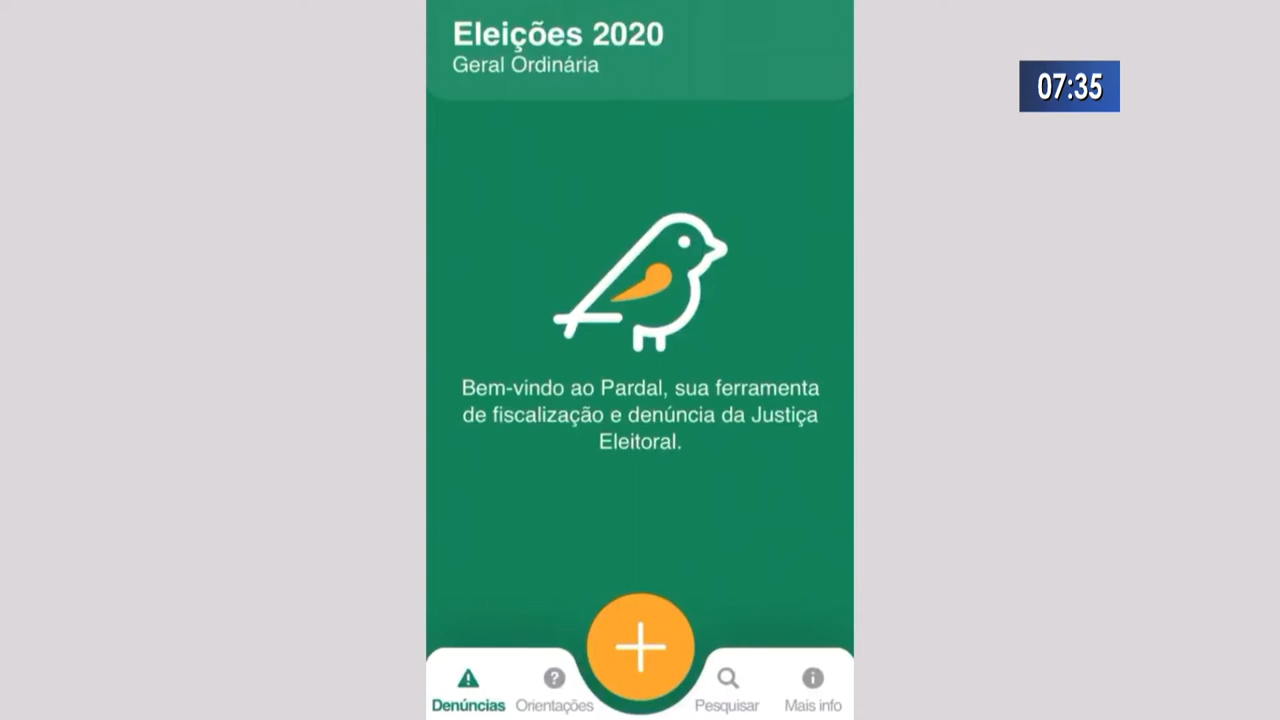 Eleições 2020
Geral Ordinária
07:35
Bem-vindo ao Pardal, sua ferramenta
de fiscalização e denúncia da Justiça
Eleitoral.
Denúncias
Orientações
Pesquisar
Mais info